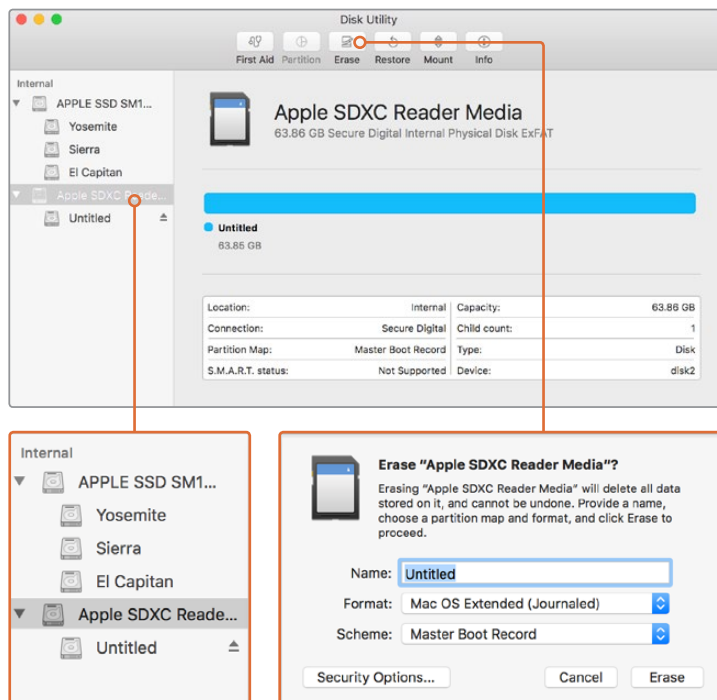 Disk Utility
First Aid Partition Erase Restore Mount Info
Internal
APPLE SSD SM1...
Yosemite
Sierra
El Capitan
Apple SDXC Reade...
Untitled
Apple SDXC Reader Media
63.86 GB Secure Digital Internal Physical Disk ExFAT
Untitled
63.85 GB
Location: Internal Capacity: 63.86 GB
Connection: Secure Digital Child count: 1
Partition Map: Master Boot Record Type: Disk
S.M.A.R.T. status: Not Supported Device: disk2
Internal
APPLE SSD SM1...
Yosemite
Sierra
El Capitan
Apple SDXC Reade...
Untitled
Erase "Apple SDXC Reader Media"?
Erasing "Apple SDXC Reader Media" will delete all data
stored on it, and cannot be undone. Provide a name,
choose a partition map and format, and click Erase to
proceed.
Name: Untitled
Format: Mac OS Extended (Journaled)
Scheme: Master Boot Record
Security Options... Cancel Erase